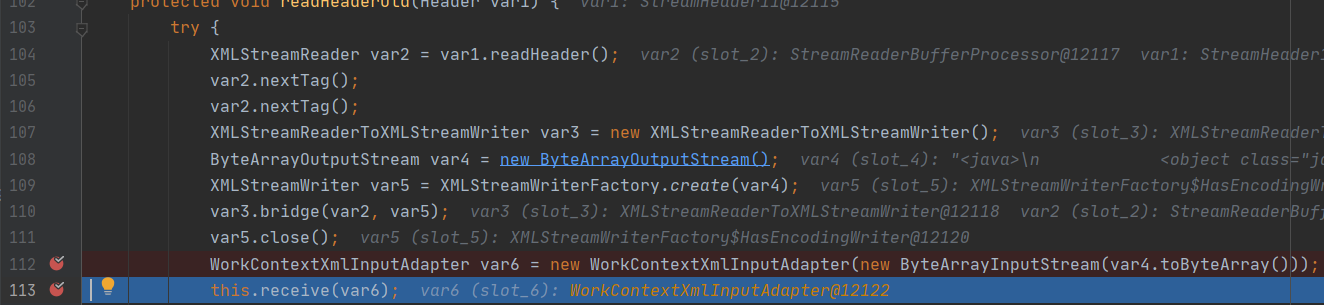 102 protected void readHeaderOld(Header var1) { var1: StreamHeader11@12115
103 try {
104 XMLStreamReader var2 = var1.readHeader(); var2 (slot_2): StreamReaderBufferProcessor@12117 var1: StreamHeader1
105 var2.nextTag();
106 var2.nextTag();
107 XMLStreamReaderToXMLStreamWriter var3 = new XMLStreamReaderToXMLStreamWriter(); var3 (slot_3): XMLStreamReaderT
108 ByteArrayOutputStream var4 = new ByteArrayOutputStream(); var4 (slot_4): "<java>\n <object class="ja
109 XMLStreamWriter var5 = XMLStreamWriterFactory.create(var4); var5 (slot_5): XMLStreamWriterFactory$HasEncodingWr
110 var3.bridge(var2, var5); var3 (slot_3): XMLStreamReaderToXMLStreamWriter@12118 var2 (slot_2): StreamReaderBuff
111 var5.close(); var5 (slot_5): XMLStreamWriterFactory$HasEncodingWriter@12120
112 WorkContextXmlInputAdapter var6 = new WorkContextXmlInputAdapter(new ByteArrayInputStream(var4.toByteArray()));
113 this.receive(var6); var6 (slot_6): WorkContextXmlInputAdapter@12122